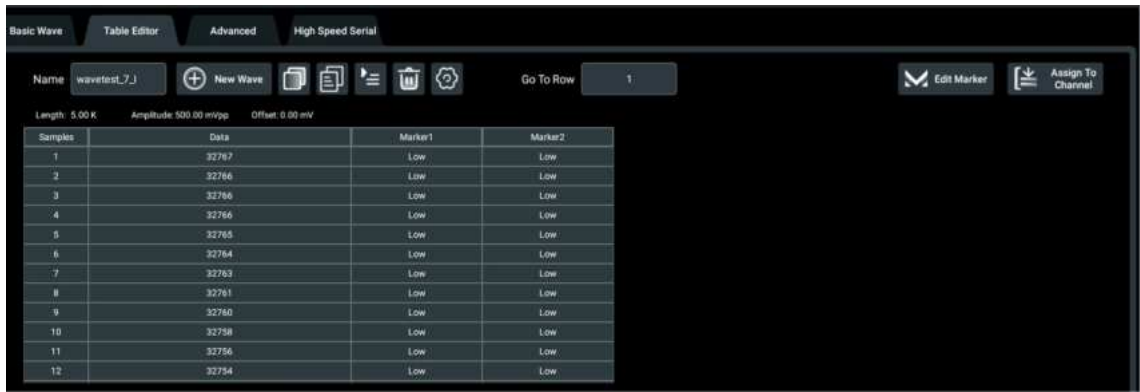 Basic Wave Table Editor Advanced High Speed Serial
Name wavetest_7_I New Wave Go To Row 1 Edit Marker Assign To Channel
Length: 5.00 K Amplitude: 500.00 mVpp Offset: 0.00 mV
Samples Data Marker1 Marker2
1 32767 Low Low
2 32766 Low Low
3 32766 Low Low
4 32766 Low Low
5 32765 Low Low
6 32764 Low Low
7 32763 Low Low
8 32761 Low Low
9 32760 Low Low
10 32758 Low Low
11 32756 Low Low
12 32754 Low Low